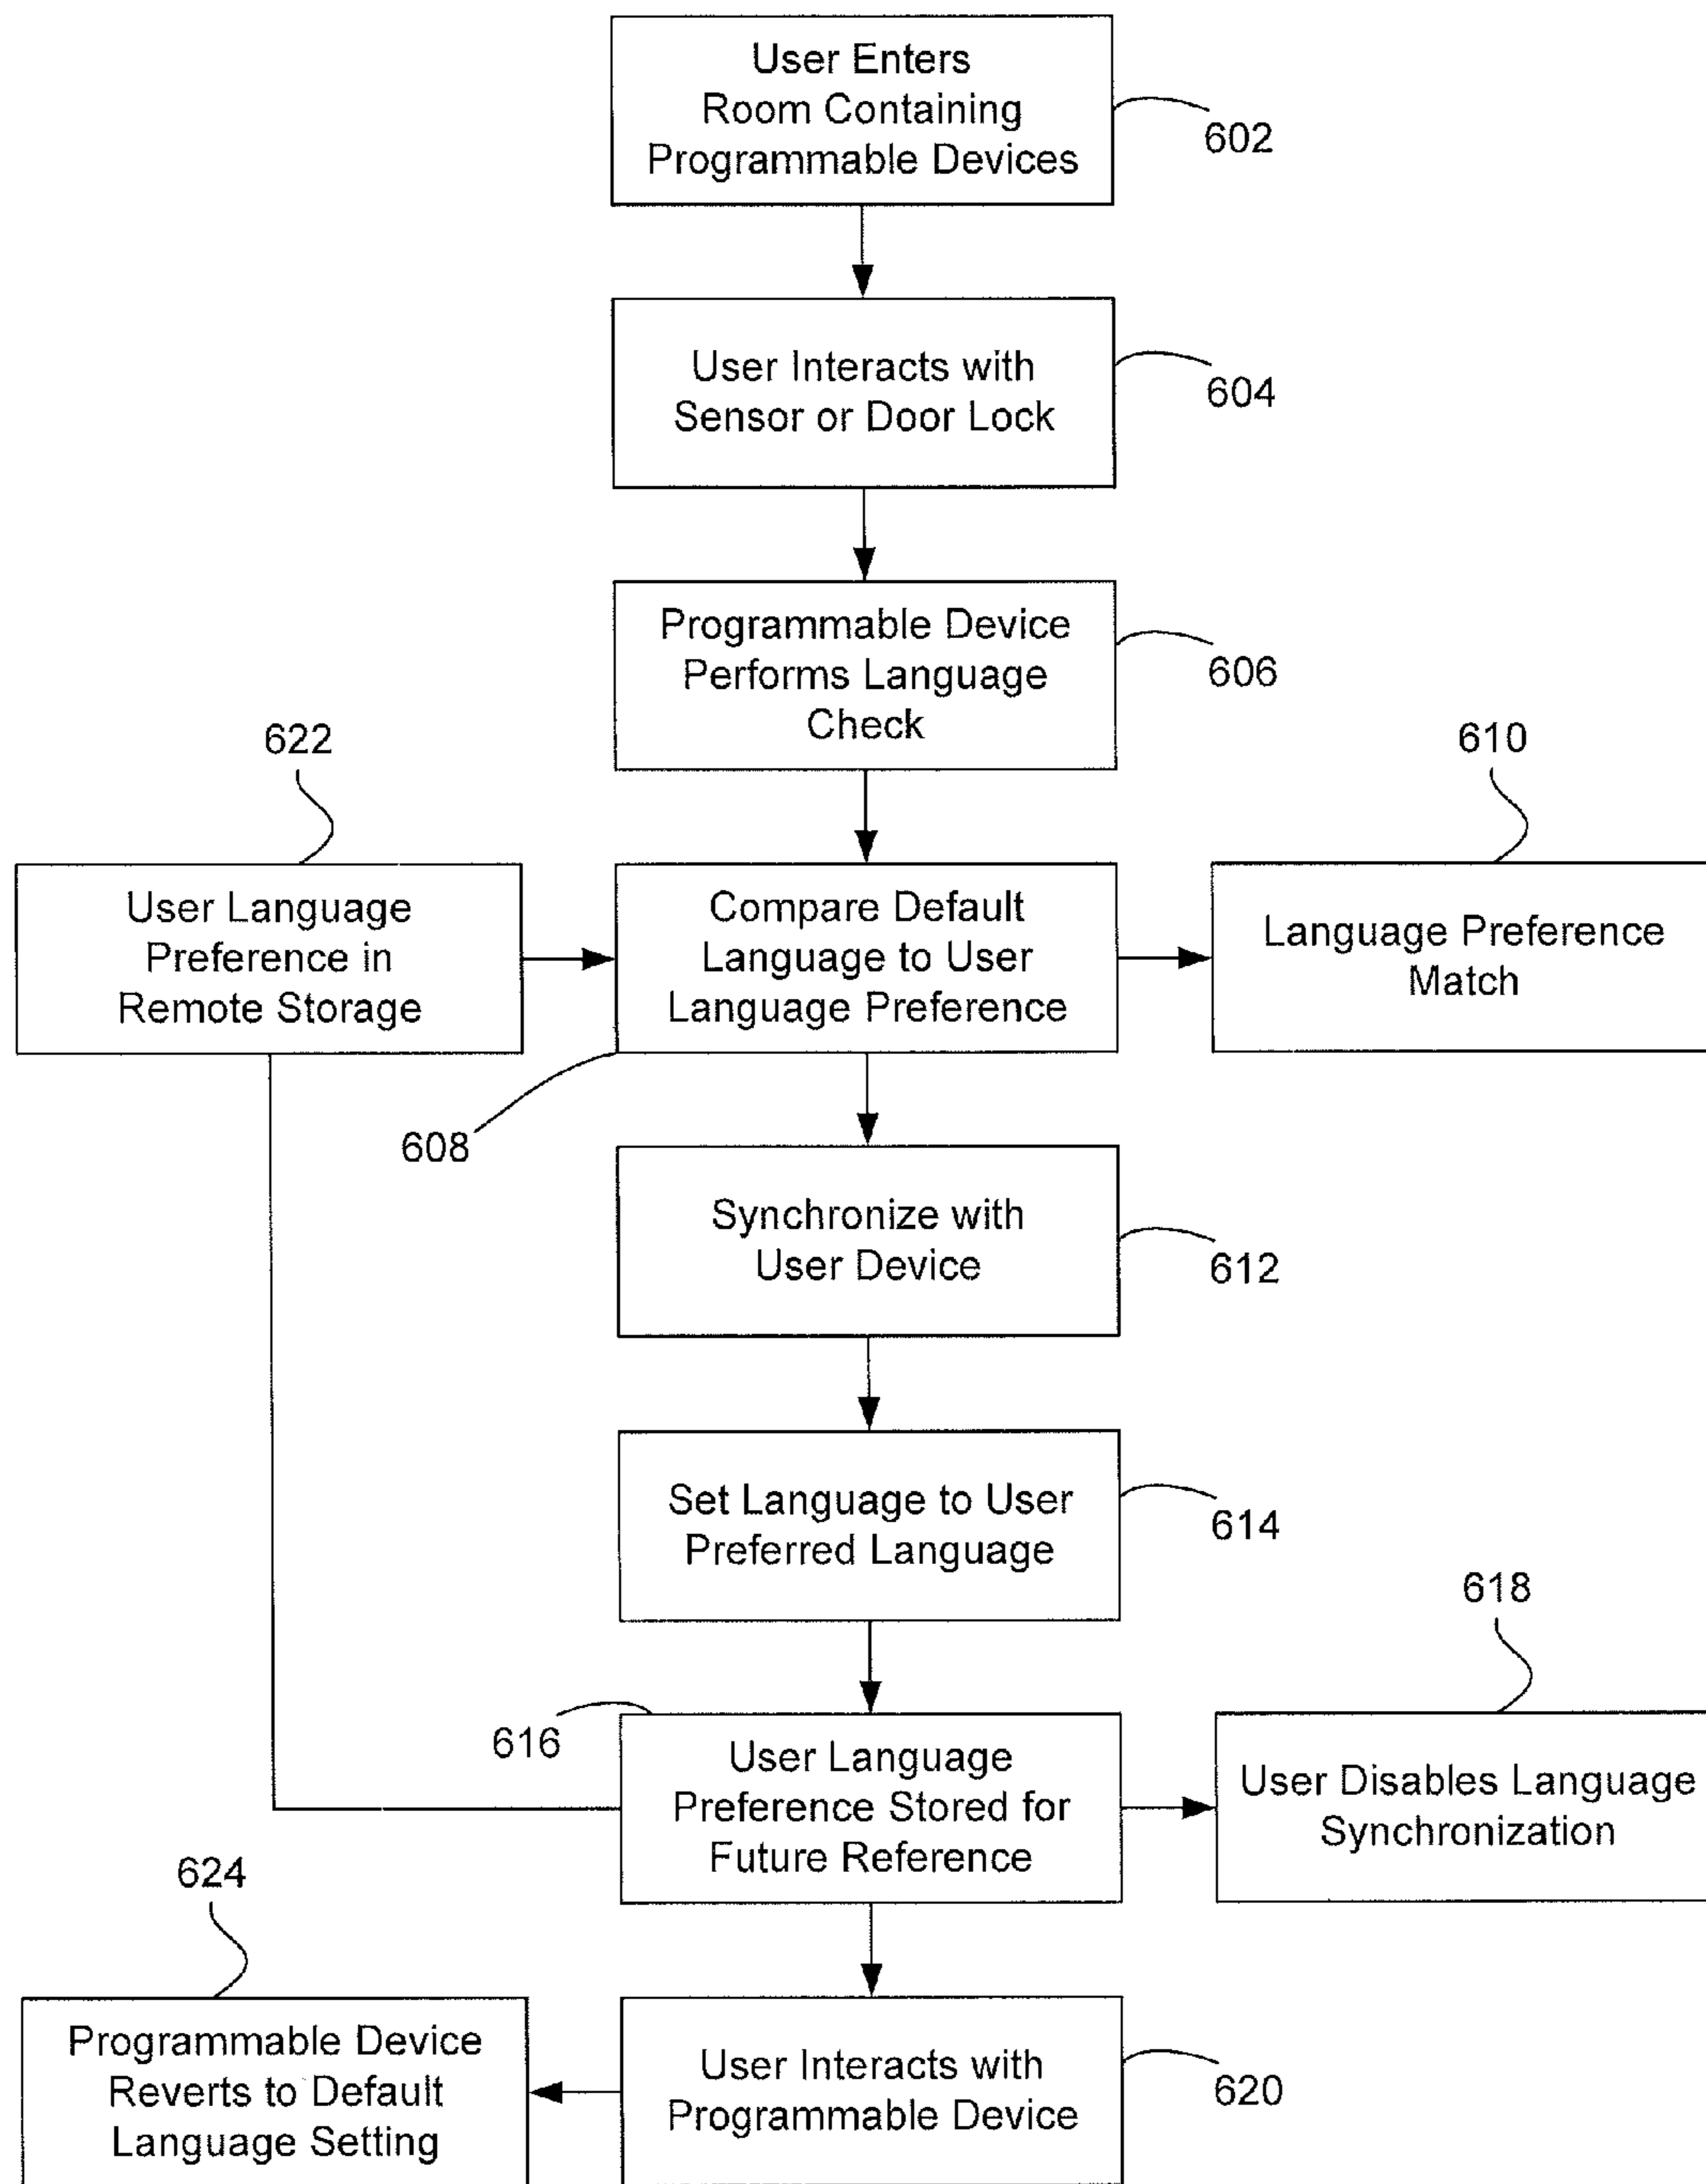 User Enters
Room Containing
Programmable Devices
602
User Interacts with
Sensor or Door Lock
604
Programmable Device
Performs Language
Check
606
622
610
User Language
Preference in
Remote Storage
Compare Default
Language to User
Language Preference
Language Preference
Match
608
Synchronize with
User Device
612
Set Language to User
Preferred Language
614
618
616
User Language
Preference Stored for
Future Reference
User Disables Language
Synchronization
624
Programmable Device
Reverts to Default
Language Setting
User Interacts with
Programmable Device
620